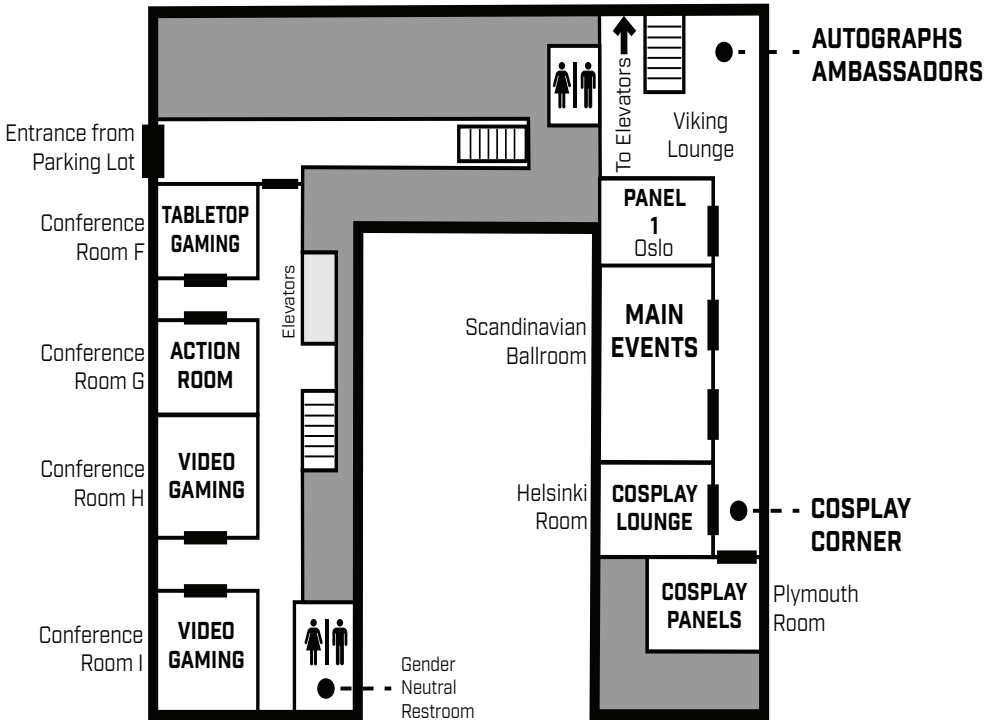 AUTOGRAPHS
AMBASSADORS
To Elevators
Viking
Lounge
Entrance from
Parking Lot
Conference
Room F
TABLETOP
GAMING
PANEL
1
Oslo
Elevators
Scandinavian
Ballroom
MAIN
EVENTS
Conference
Room G
ACTION
ROOM
Conference
Room H
VIDEO
GAMING
Helsinki
Room
COSPLAY
LOUNGE
COSPLAY
CORNER
COSPLAY
PANELS
Plymouth
Room
Conference
Room I
VIDEO
GAMING
Gender
Neutral
Restroom